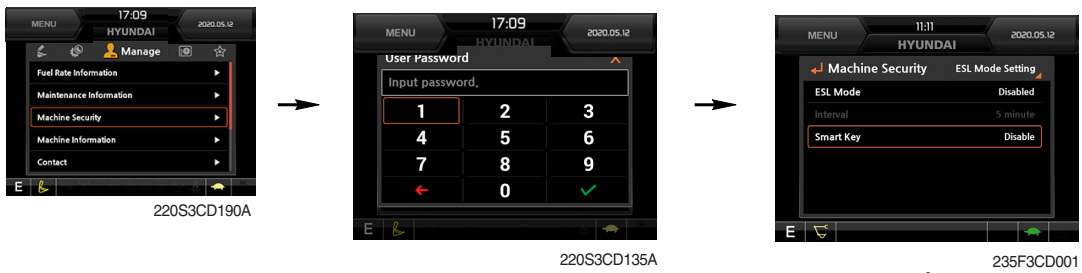 MENU 17:09 2020.05.12
HYUNDAI
Manage
Fuel Rate Information
Maintenance Information
Machine Security
Machine Information
Contact
E
220S3CD190A
MENU 17:09 2020.05.12
HYUNDAI
User Password X
Input password.
1 2 3
4 5 6
7 8 9
0
E
220S3CD135A
MENU 11:11 2020.05.12
HYUNDAI
Machine Security ESL Mode Setting
ESL Mode Disabled
Interval 5 minute
Smart Key Disable
E
235F3CD001